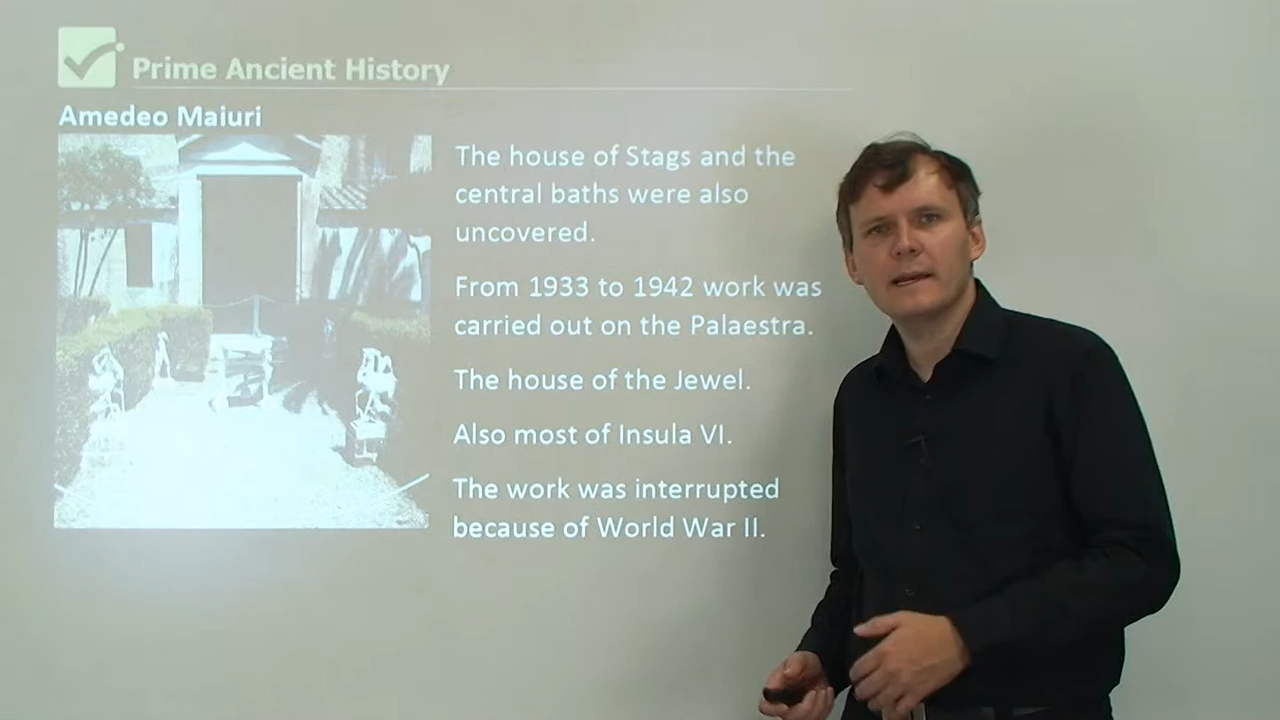 Prime Ancient History
Amedeo Maiuri
The house of Stags and the
central baths were also
uncovered.
From 1933 to 1942 work was
carried out on the Palaestra.
The house of the Jewel.
Also most of Insula VI.
The work was interrupted
because of World War II.